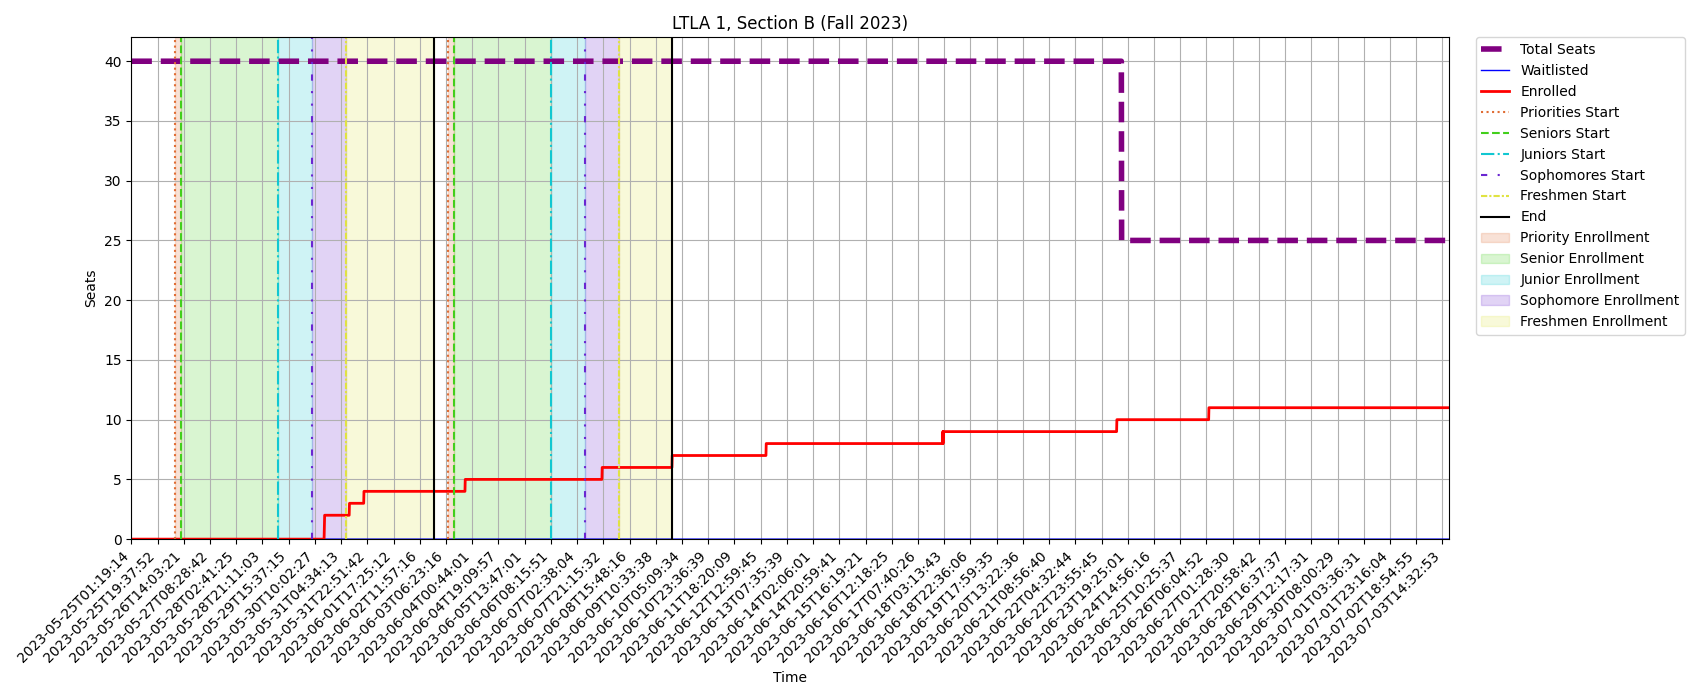 LTLA 1, Section B (Fall 2023)
Seats
40
35
30
25
20
15
10
5
0
2023-05-25T01:19:14
2023-05-25T19:37:52
2023-05-26T14:03:21
2023-05-27T08:28:42
2023-05-28T02:41:25
2023-05-28T21:11:03
2023-05-29T15:37:15
2023-05-30T10:02:27
2023-05-31T04:34:13
2023-05-31T22:51:42
2023-06-01T17:25:12
2023-06-02T11:57:16
2023-06-03T06:23:16
2023-06-04T00:44:01
2023-06-04T19:09:57
2023-06-05T13:47:01
2023-06-06T08:15:51
2023-06-07T02:38:04
2023-06-07T21:15:32
2023-06-08T15:48:16
2023-06-09T10:33:38
2023-06-10T05:09:34
2023-06-10T23:36:39
2023-06-11T18:20:09
2023-06-12T12:59:45
2023-06-13T07:35:39
2023-06-14T02:06:01
2023-06-14T20:59:41
2023-06-15T16:19:21
2023-06-16T12:18:25
2023-06-17T07:40:26
2023-06-18T03:13:43
2023-06-18T22:36:06
2023-06-19T17:59:35
2023-06-20T13:22:36
2023-06-21T08:56:40
2023-06-22T04:32:44
2023-06-22T23:55:45
2023-06-23T19:25:01
2023-06-24T14:56:16
2023-06-25T10:25:37
2023-06-26T06:04:52
2023-06-27T01:28:30
2023-06-27T20:58:42
2023-06-28T16:37:37
2023-06-29T12:17:31
2023-06-30T08:00:29
2023-07-01T03:36:31
2023-07-01T23:16:04
2023-07-02T18:54:55
2023-07-03T14:32:53
Time
Total Seats
Waitlisted
Enrolled
Priorities Start
Seniors Start
Juniors Start
Sophomores Start
Freshmen Start
End
Priority Enrollment
Senior Enrollment
Junior Enrollment
Sophomore Enrollment
Freshmen Enrollment